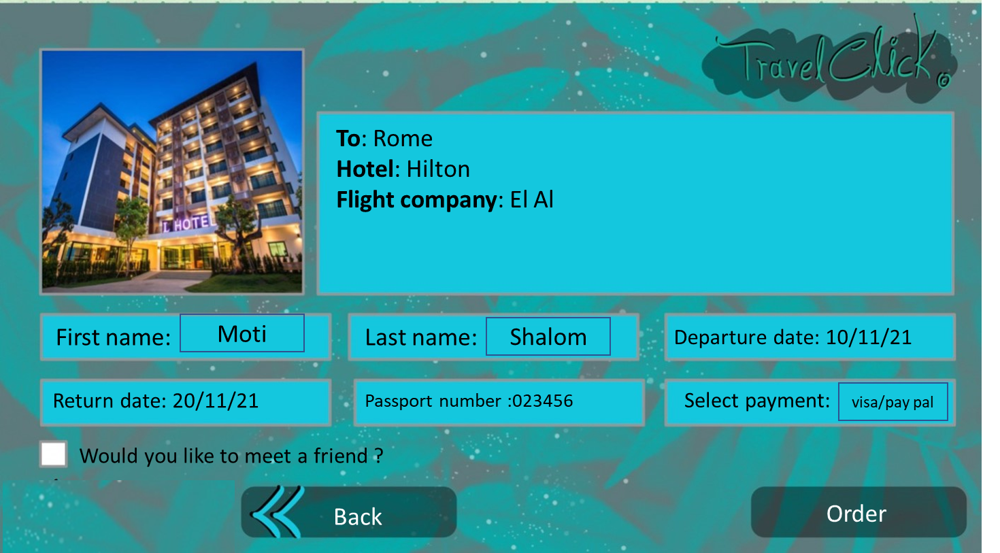 TravelClick©
To: Rome
Hotel: Hilton
Flight company: El Al
HOTEL
First name: Moti
Last name: Shalom
Departure date: 10/11/21
Return date: 20/11/21
Passport number :023456
Select payment: visa/pay pal
Would you like to meet a friend ?
Back
Order